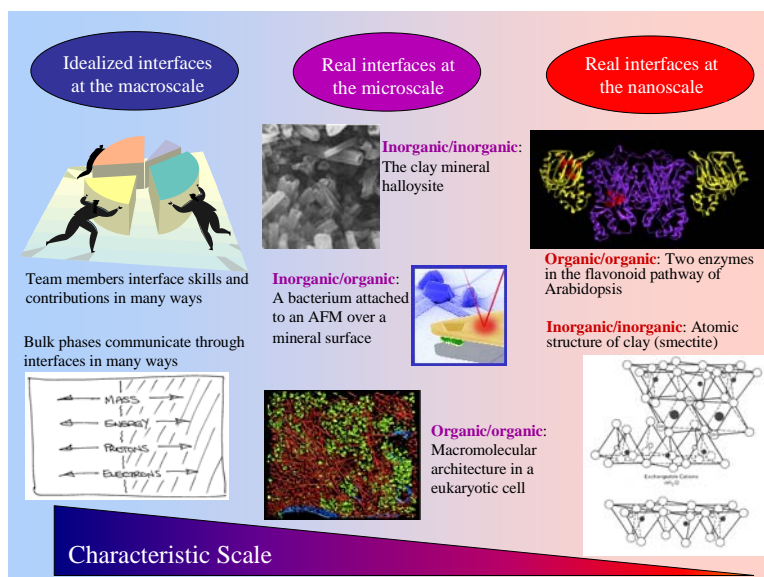 Idealized interfaces
at the macroscale
Real interfaces at
the microscale
Real interfaces at the
nanoscale
Team members interface skills and
contributions in many ways
Bulk phases communicate through
interfaces in many ways
MASS
ENERGY
PROTONS
ELECTRONS
Inorganic/inorganic:
The clay mineral
halloysite
Inorganic/organic:
A bacterium attached
to an AFM over a
mineral surface
Organic/organic:
Macromolecular
architecture in a
eukaryotic cell
Organic/organic: Two enzymes
in the flavonoid pathway of
Arabidopsis
Inorganic/inorganic: Atomic
structure of clay (smectite)
Exchangeable Cations
Characteristic Scale